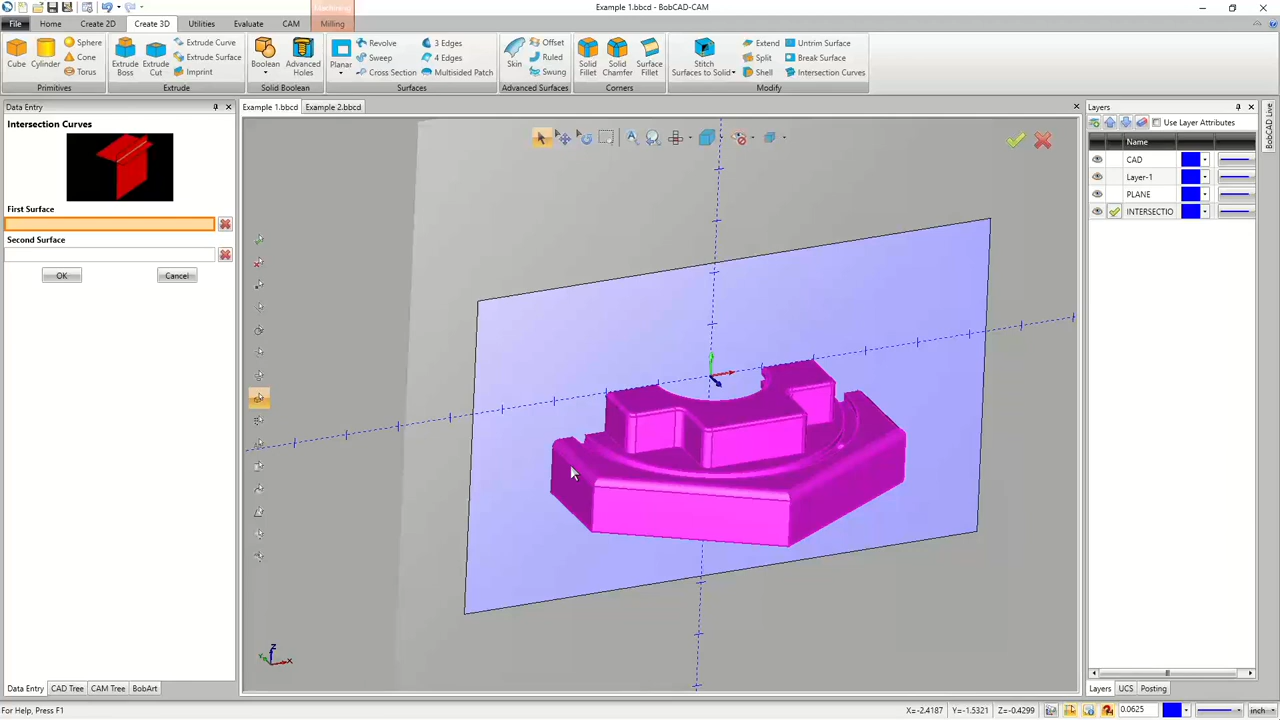 Example 1.bbcd - BobCAD-CAM
File Home Create 2D Create 3D Utilities Evaluate CAM Milling
Cube Cylinder Sphere Cone Torus
Primitives
Extrude Boss Extrude Cut Extrude Curve Extrude Surface Imprint
Extrude
Boolean Advanced Holes
Solid Boolean
Planar Revolve Sweep Cross Section 3 Edges 4 Edges Multisided Patch
Surfaces
Skin Offset Ruled Swung
Advanced Surfaces
Solid Fillet Solid Chamfer Surface Fillet
Corners
Stitch Surfaces to Solid Extend Split Shell Untrim Surface Break Surface Intersection Curves
Modify
Data Entry
Intersection Curves
First Surface
Second Surface
OK Cancel
Data Entry CAD Tree CAM Tree BobArt
Example 1.bbcd Example 2.bbcd
Z
Y
X
Layers
Use Layer Attributes
Name
CAD
Layer-1
PLANE
INTERSECTIO
Layers UCS Posting
BobCAD Live
For Help, Press F1
X=-2.4187 Y=-1.5321 Z=-0.4299 0.0625 inch